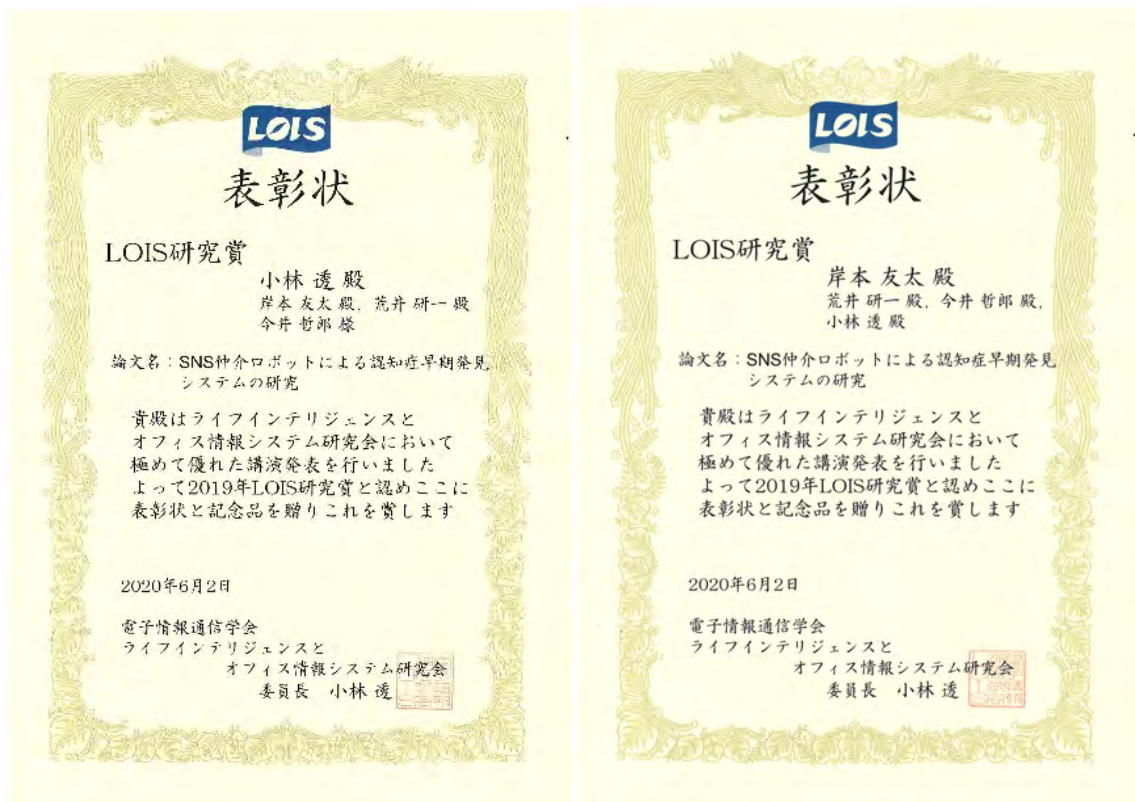 LOIS
表彰状
LOIS研究賞
小林 透 殿
岸本 友太 殿, 荒井 研一 殿
今井 哲郎 様
論文名:SNS仲介ロボットによる認知症早期発見
システムの研究
貴殿はライフインテリジェンスと
オフィス情報システム研究会において
極めて優れた講演発表を行いました
よって2019年LOIS研究賞と認めここに
表彰状と記念品を贈りこれを賞します
2020年6月2日
電子情報通信学会
ライフインテリジェンスと
オフィス情報システム研究会
委員長 小林 透
LOIS
表彰状
LOIS研究賞
岸本 友太 殿
荒井 研一 殿, 今井 哲郎 殿,
小林 透 殿
論文名:SNS仲介ロボットによる認知症早期発見
システムの研究
貴殿はライフインテリジェンスと
オフィス情報システム研究会において
極めて優れた講演発表を行いました
よって2019年LOIS研究賞と認めここに
表彰状と記念品を贈りこれを賞します
2020年6月2日
電子情報通信学会
ライフインテリジェンスと
オフィス情報システム研究会
委員長 小林 透